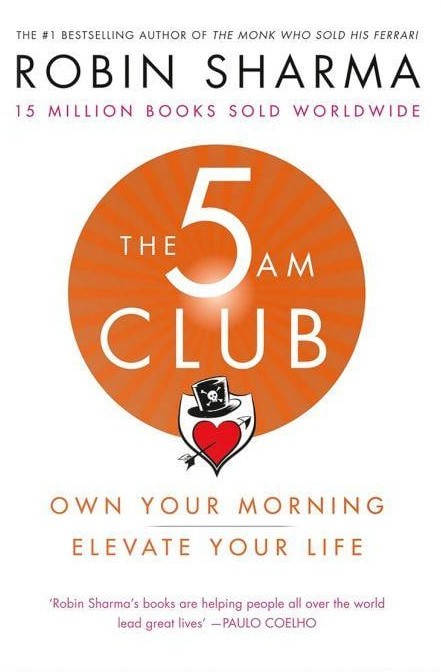 THE #1 BESTSELLING AUTHOR OF THE MONK WHO SOLD HIS FERRARI
ROBIN SHARMA
15 MILLION BOOKS SOLD WORLDWIDE
THE 5 AM
CLUB
OWN YOUR MORNING
ELEVATE YOUR LIFE
‘Robin Sharma’s books are helping people all over the world
lead great lives’ —PAULO COELHO